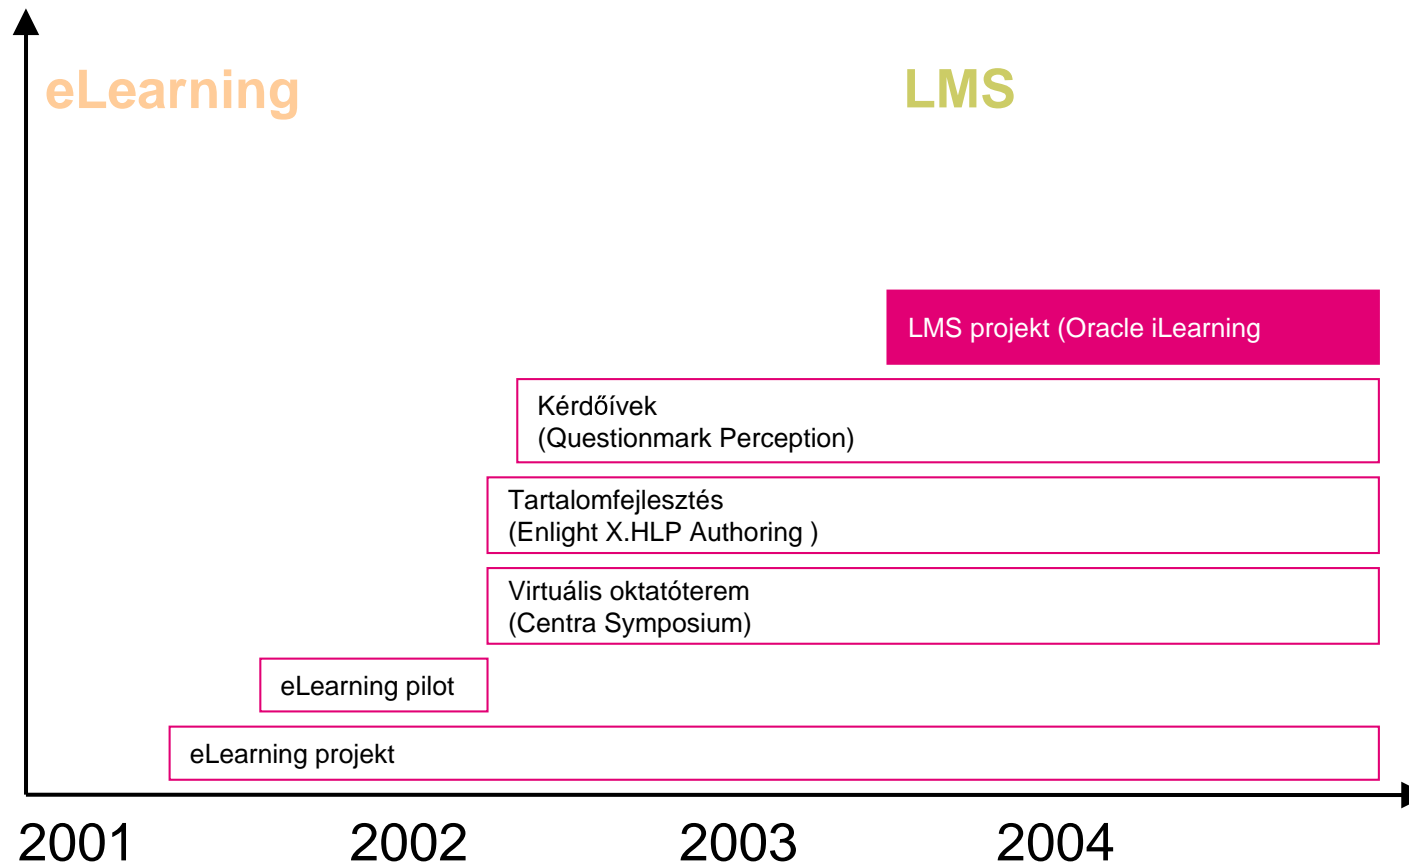 eLearning
LMS
LMS projekt (Oracle iLearning
Kérdőívek
(Questionmark Perception)
Tartalomfejlesztés
(Enlight X.HLP Authoring )
Virtuális oktatóterem
(Centra Symposium)
eLearning pilot
eLearning projekt
2001
2002
2003
2004